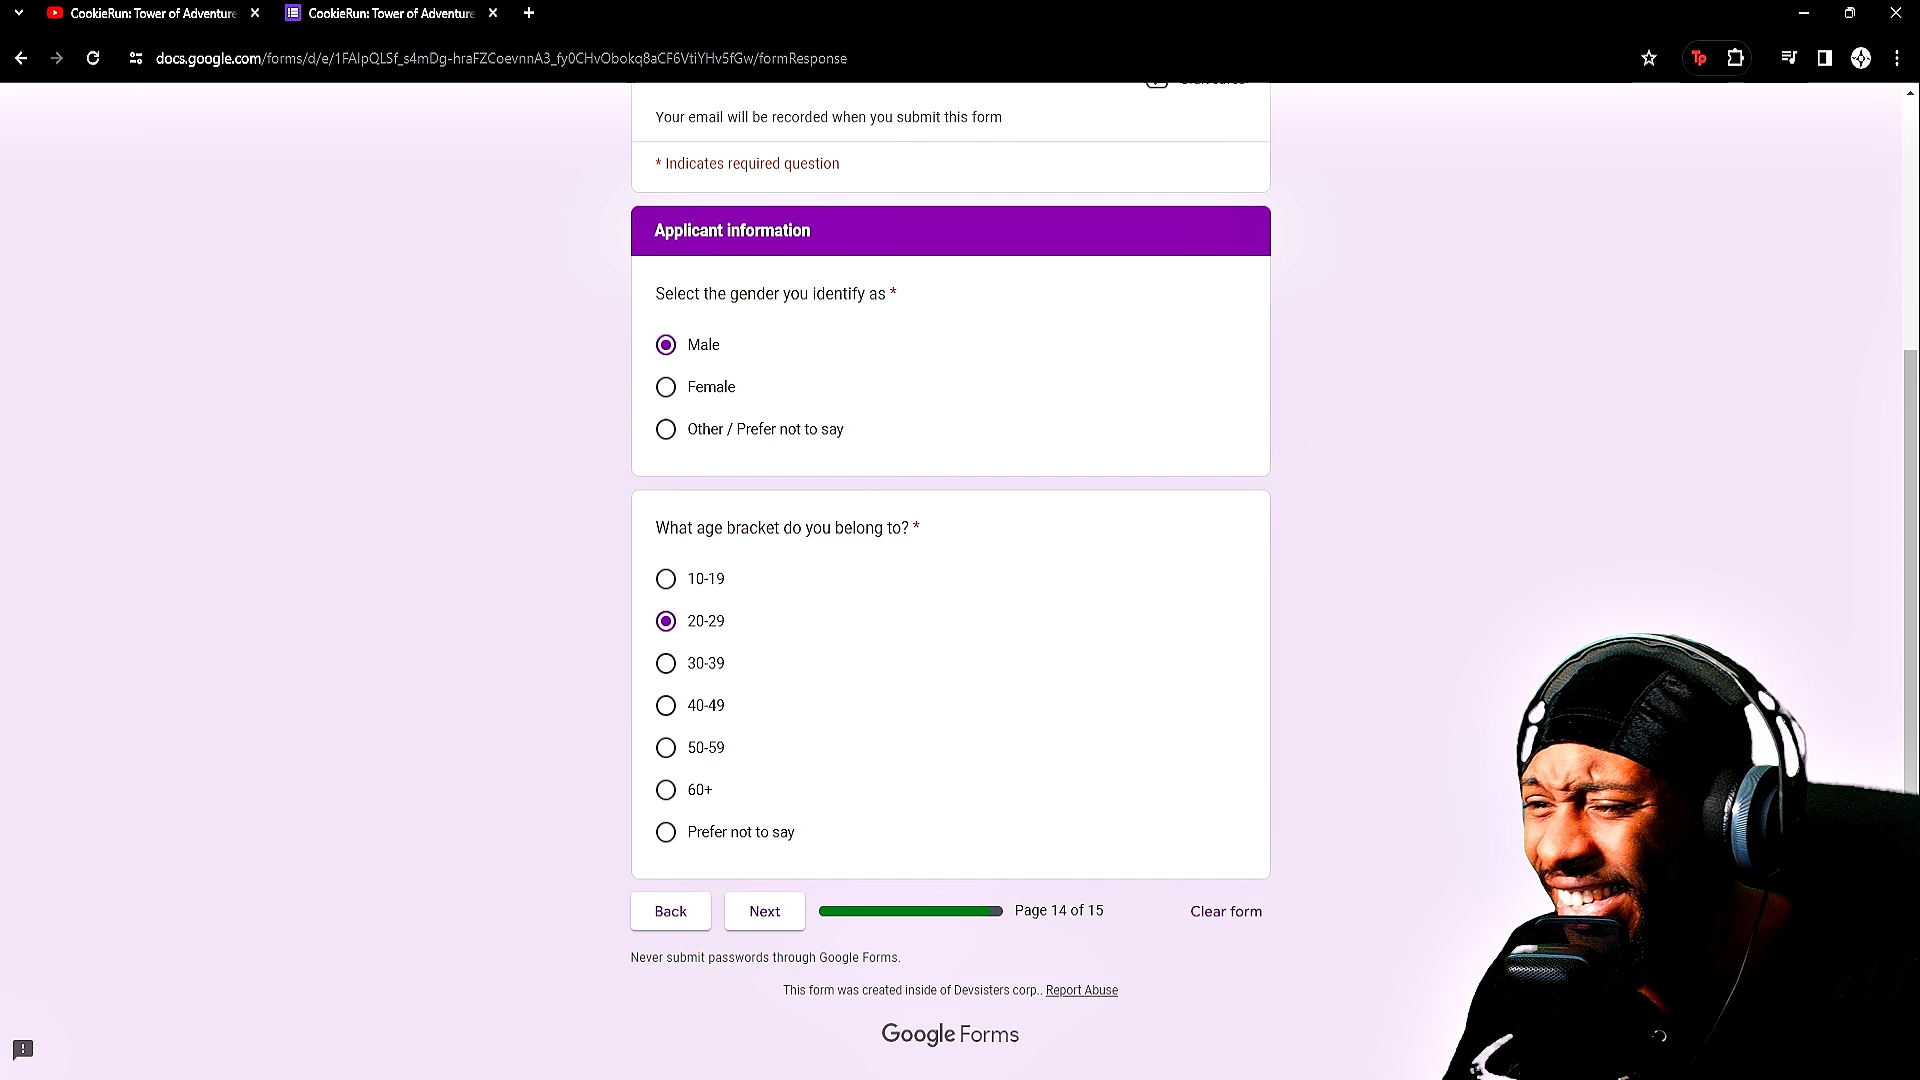 CookieRun: Tower of Adventure
CookieRun: Tower of Adventure
docs.google.com/forms/d/e/1FAIpQLSf_s4mDg-hraFZCoevnnA3_fy0CHvObokq8aCF6VtiYHv5fGw/formResponse
Tp
Your email will be recorded when you submit this form
* Indicates required question
Applicant information
Select the gender you identify as *
Male
Female
Other / Prefer not to say
What age bracket do you belong to? *
10-19
20-29
30-39
40-49
50-59
60+
Prefer not to say
Back
Next
Page 14 of 15
Clear form
Never submit passwords through Google Forms.
This form was created inside of Devsisters corp.. Report Abuse
Google Forms